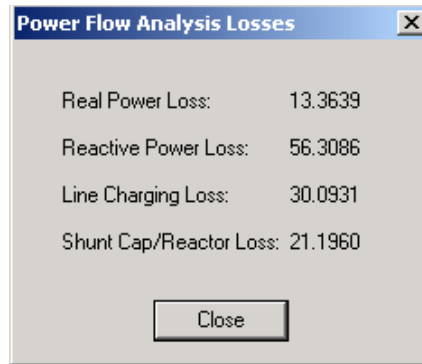 Power Flow Analysis Losses
Real Power Loss: 13.3639
Reactive Power Loss: 56.3086
Line Charging Loss: 30.0931
Shunt Cap/Reactor Loss: 21.1960
Close